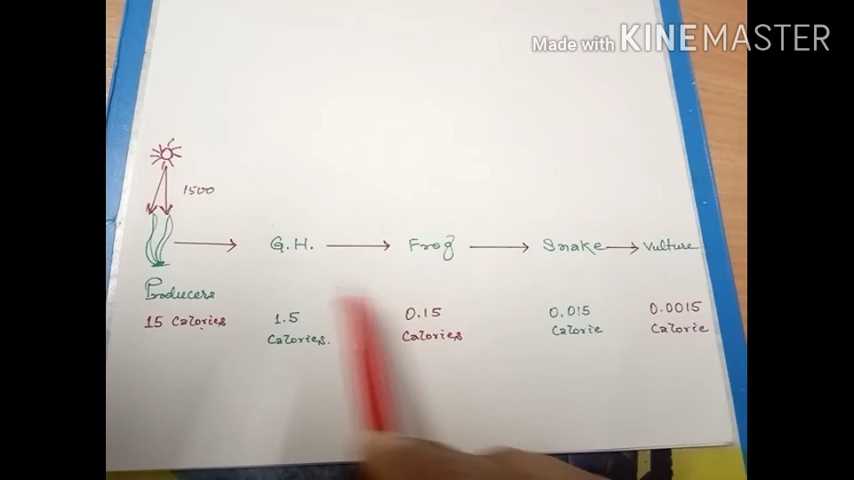 Made with KINEMASTER
1500
G.H. Frog Snake Vulture
Producers
15 Calories 1.5 Calories. 0.15 Calories 0.015 Calorie 0.0015 Calorie